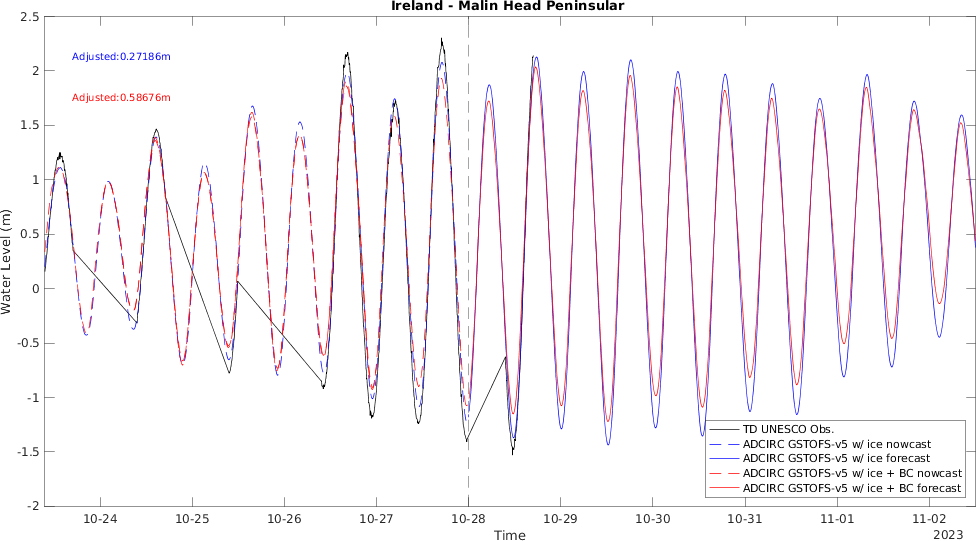 Ireland - Malin Head Peninsular
2.5
2
1.5
1
0.5
0
-0.5
-1
-1.5
-2
Water Level (m)
Adjusted:0.27186m
Adjusted:0.58676m
TD UNESCO Obs.
ADCIRC GSTOFS-v5 w/ ice nowcast
ADCIRC GSTOFS-v5 w/ ice forecast
ADCIRC GSTOFS-v5 w/ ice + BC nowcast
ADCIRC GSTOFS-v5 w/ ice + BC forecast
10-24 10-25 10-26 10-27 10-28 10-29 10-30 10-31 11-01 11-02
Time
2023